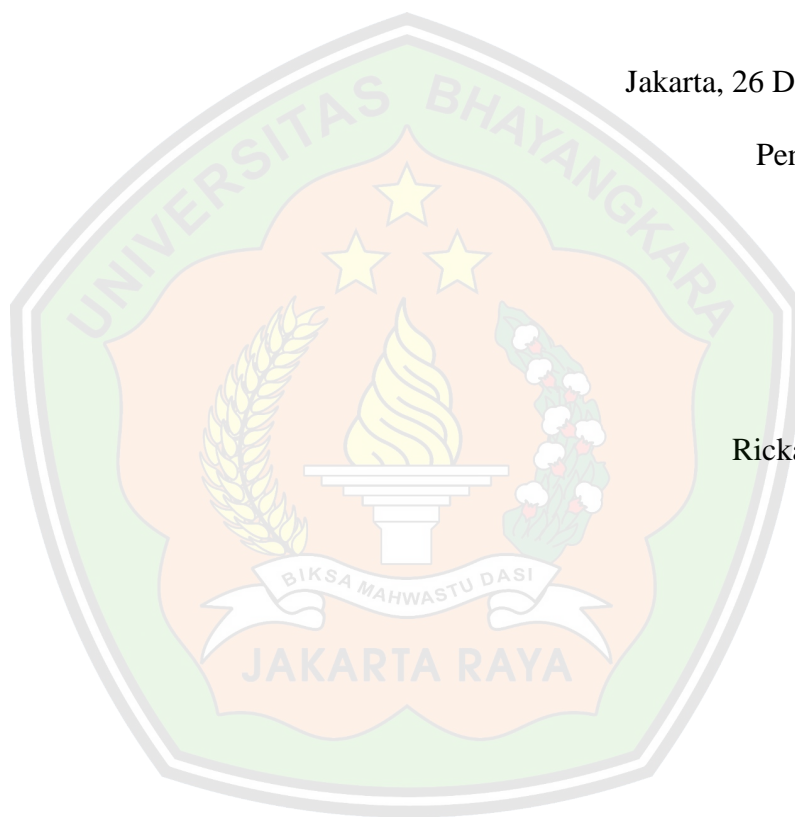 UNIVERSITAS BHAYANGKARA
Jakarta, 26 D
Per
Ricka
BIKSA MAHWASTU DASI
JAKARTA RAYA